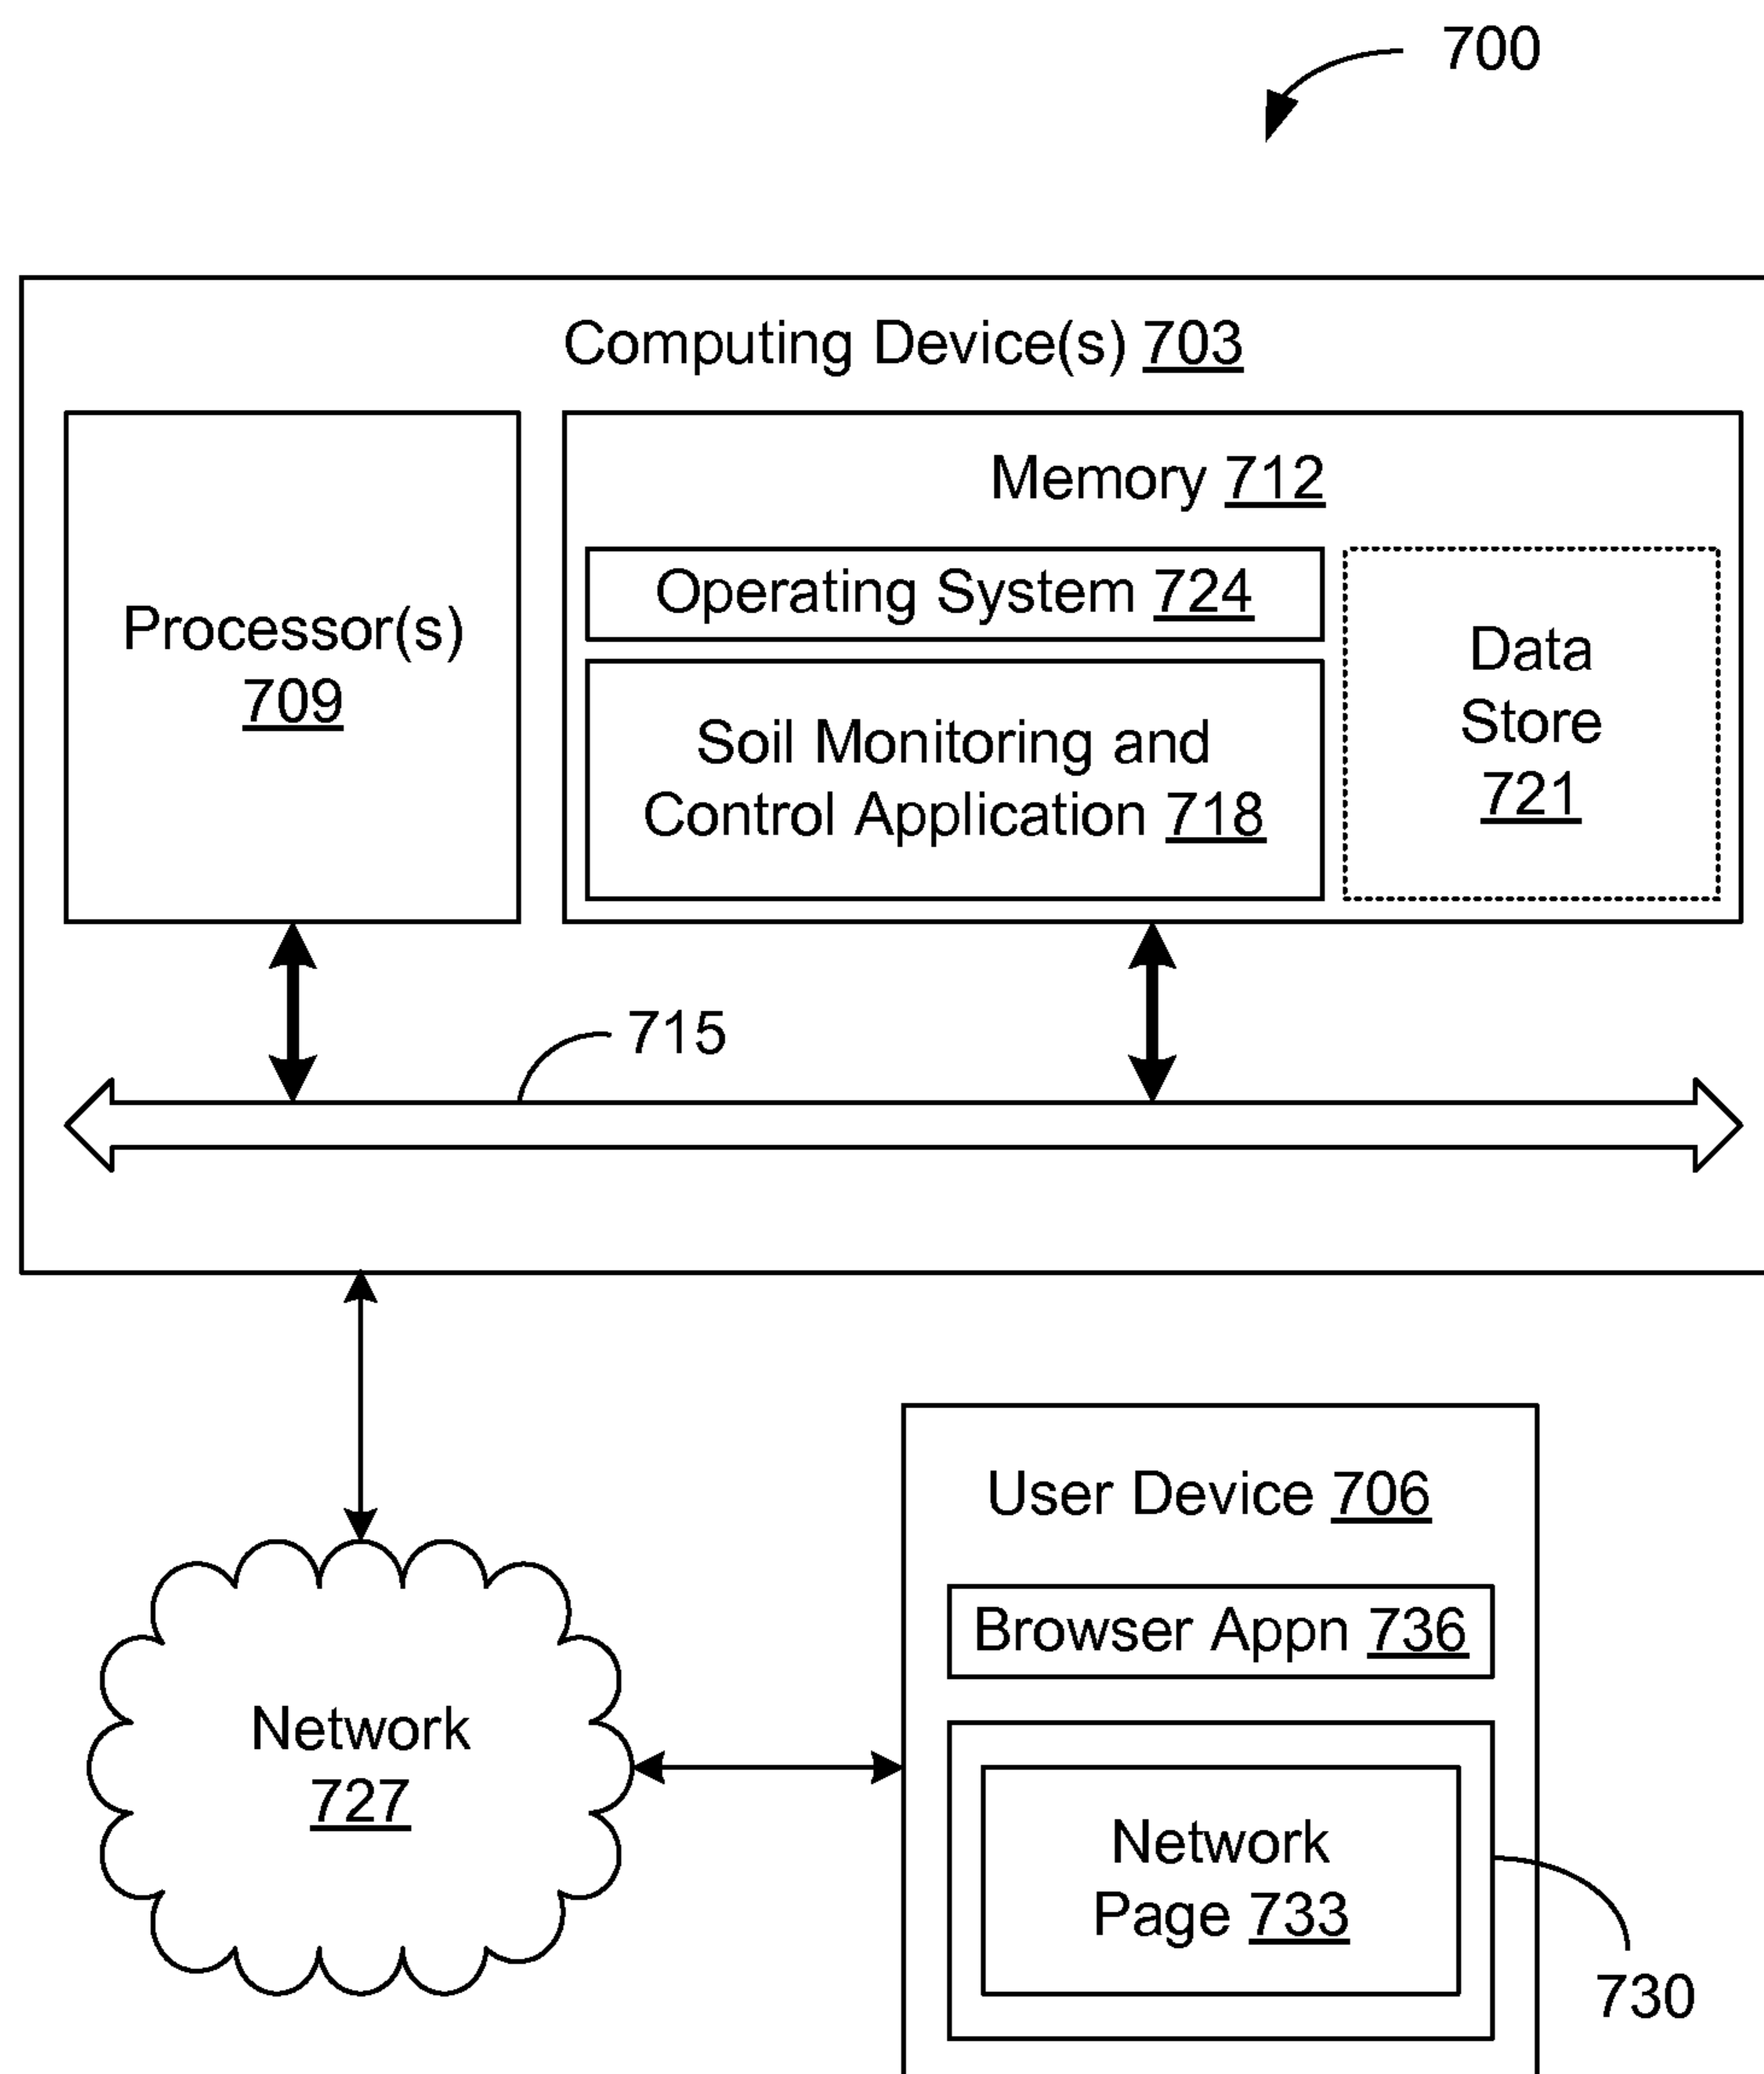 700
Computing Device(s) 703
Processor(s)
709
Memory 712
Operating System 724
Soil Monitoring and
Control Application 718
Data
Store
721
715
User Device 706
Browser Appn 736
Network
727
Network
Page 733
730